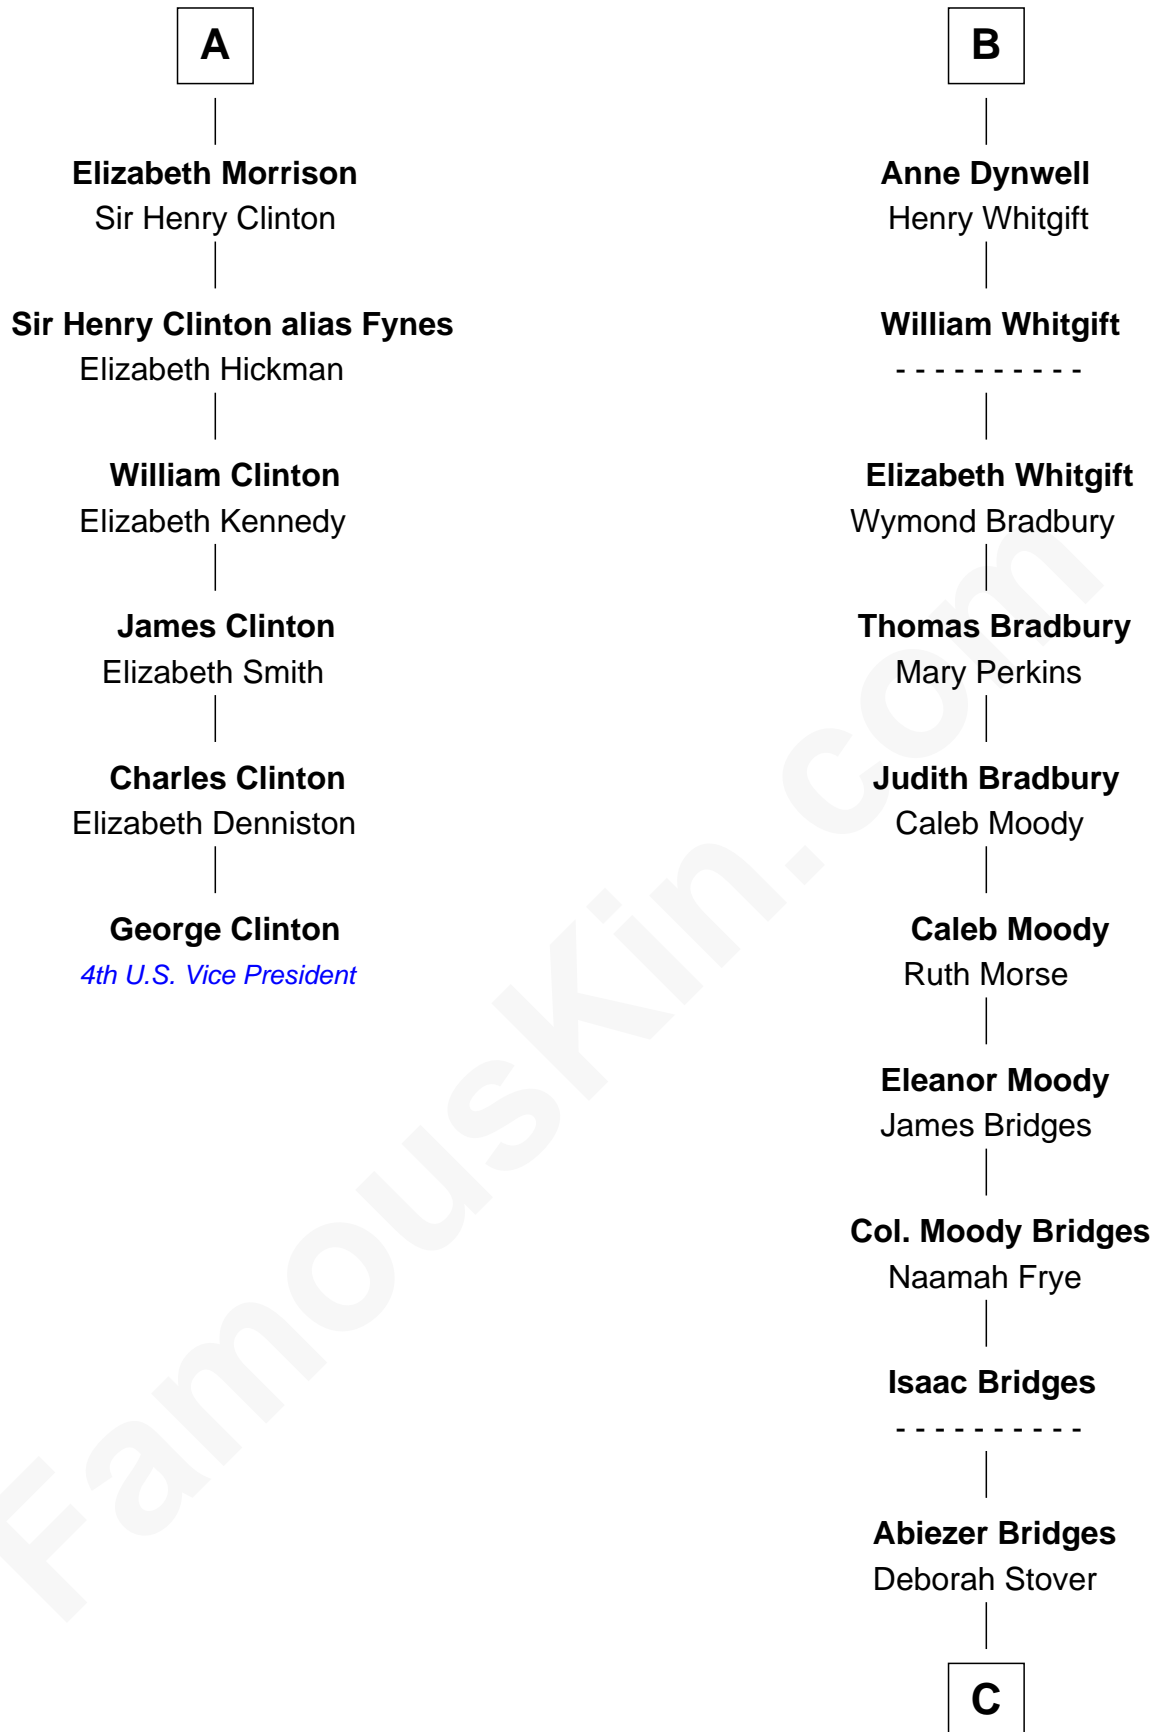 A
Elizabeth Morrison
Sir Henry Clinton
Sir Henry Clinton alias Fynes
Elizabeth Hickman
William Clinton
Elizabeth Kennedy
James Clinton
Elizabeth Smith
Charles Clinton
Elizabeth Denniston
George Clinton
4th U.S. Vice President
B
Anne Dynwell
Henry Whitgift
William Whitgift
- - - - - - - - - -
Elizabeth Whitgift
Wymond Bradbury
Thomas Bradbury
Mary Perkins
Judith Bradbury
Caleb Moody
Caleb Moody
Ruth Morse
Eleanor Moody
James Bridges
Col. Moody Bridges
Naamah Frye
Isaac Bridges
- - - - - - - - - -
Abiezer Bridges
Deborah Stover
C
FamousKin.com